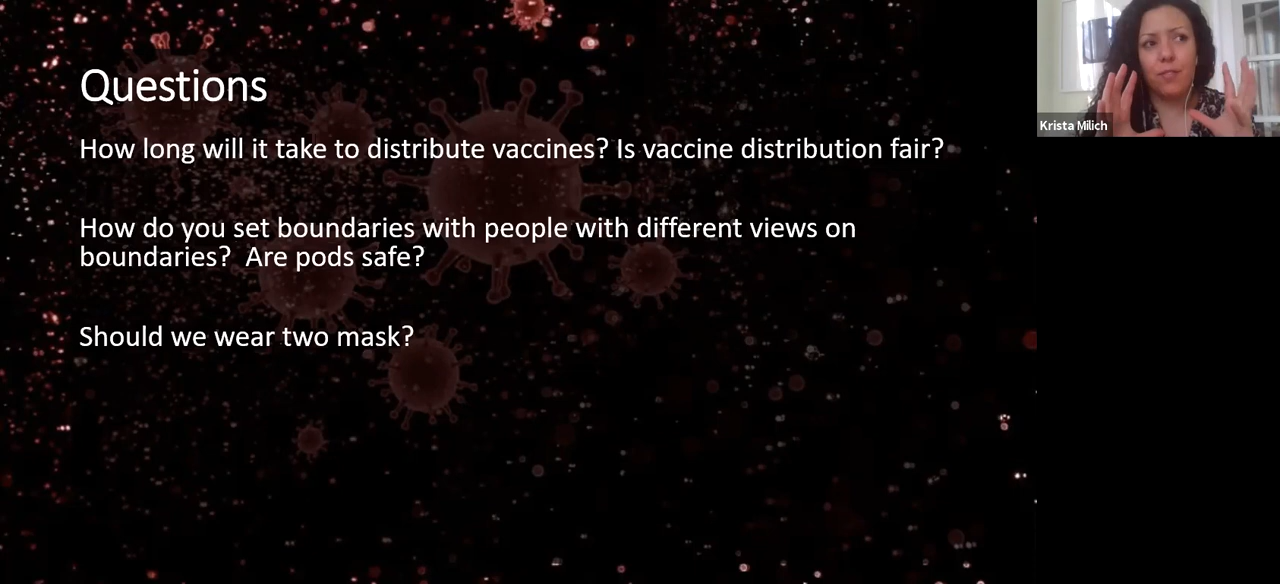 Questions
How long will it take to distribute vaccines? Is vaccine distribution fair?
How do you set boundaries with people with different views on
boundaries?  Are pods safe?
Should we wear two mask?
Krista Milich